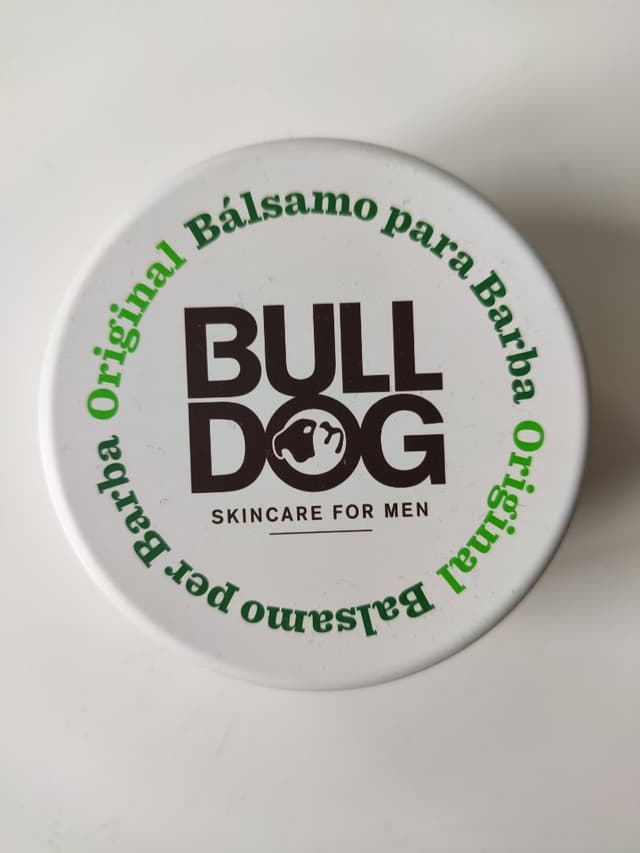 Original Bálsamo para Barba
Original Balsamo per Barba
BULL
DOG
SKINCARE FOR MEN